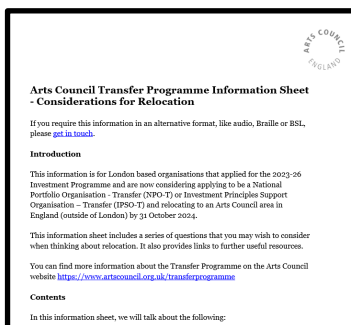 ARTS COUNCIL
ENGLAND
Arts Council Transfer Programme Information Sheet
- Considerations for Relocation
If you require this information in an alternative format, like audio, Braille or BSL,
please get in touch.
Introduction
This information is for London based organisations that applied for the 2023-26
Investment Programme and are now considering applying to be a National
Portfolio Organisation - Transfer (NPO-T) or Investment Principles Support
Organisation – Transfer (IPSO-T) and relocating to an Arts Council area in
England (outside of London) by 31 October 2024.
This information sheet includes a series of questions that you may wish to consider
when thinking about relocation. It also provides links to further useful resources.
You can find more information about the Transfer Programme on the Arts Council
website https://www.artscouncil.org.uk/transferprogramme
Contents
In this information sheet, we will talk about the following: